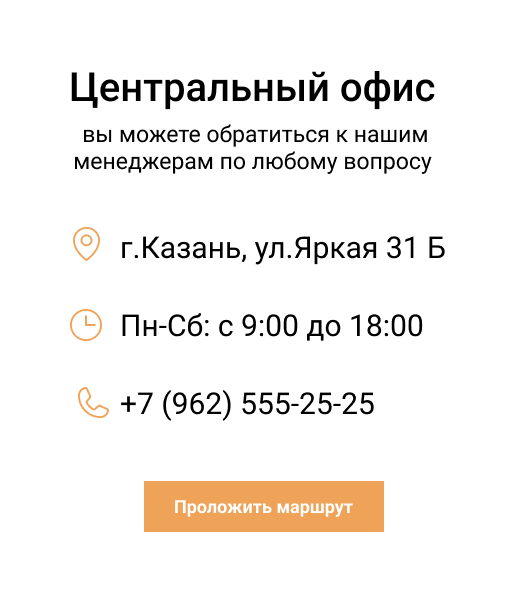 Центральный офис
вы можете обратиться к нашим
менеджерам по любому вопросу
г.Казань, ул.Яркая 31 Б
Пн-Сб: с 9:00 до 18:00
+7 (962) 555-25-25
Проложить маршрут